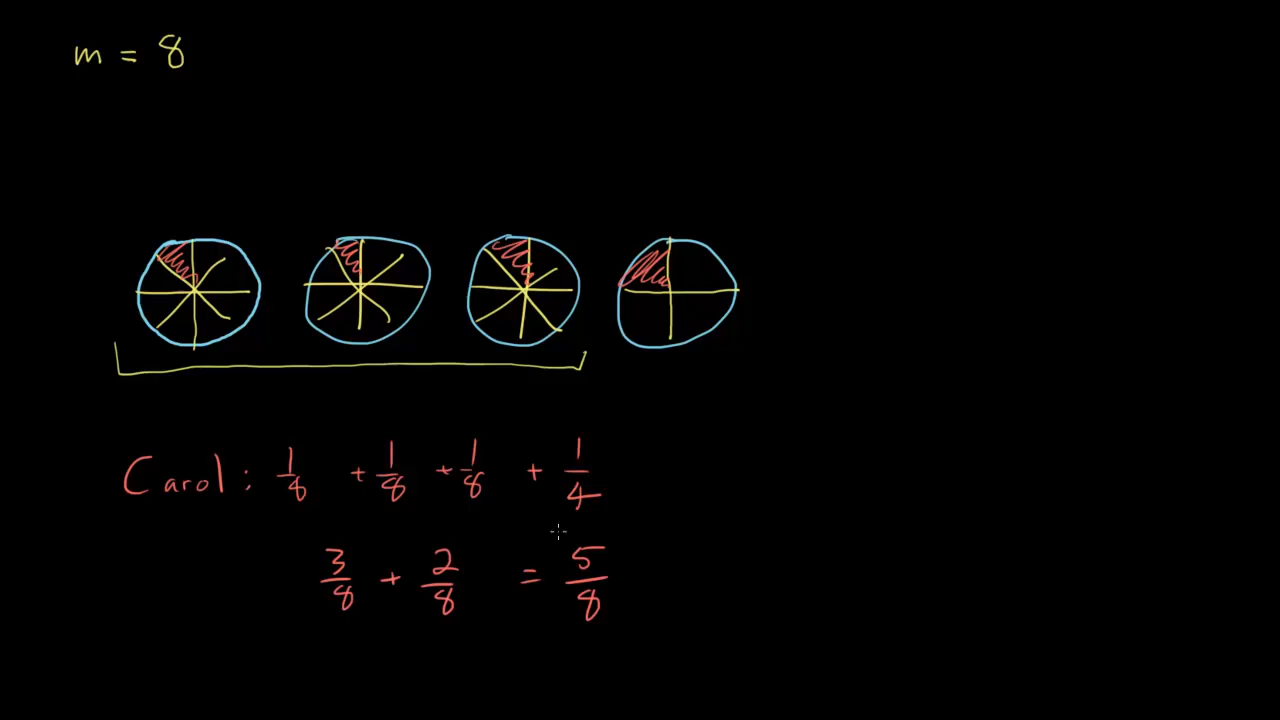 m = 8
Carol: 1/8 + 1/8 + 1/8 + 1/4
3/8 + 2/8 = 5/8